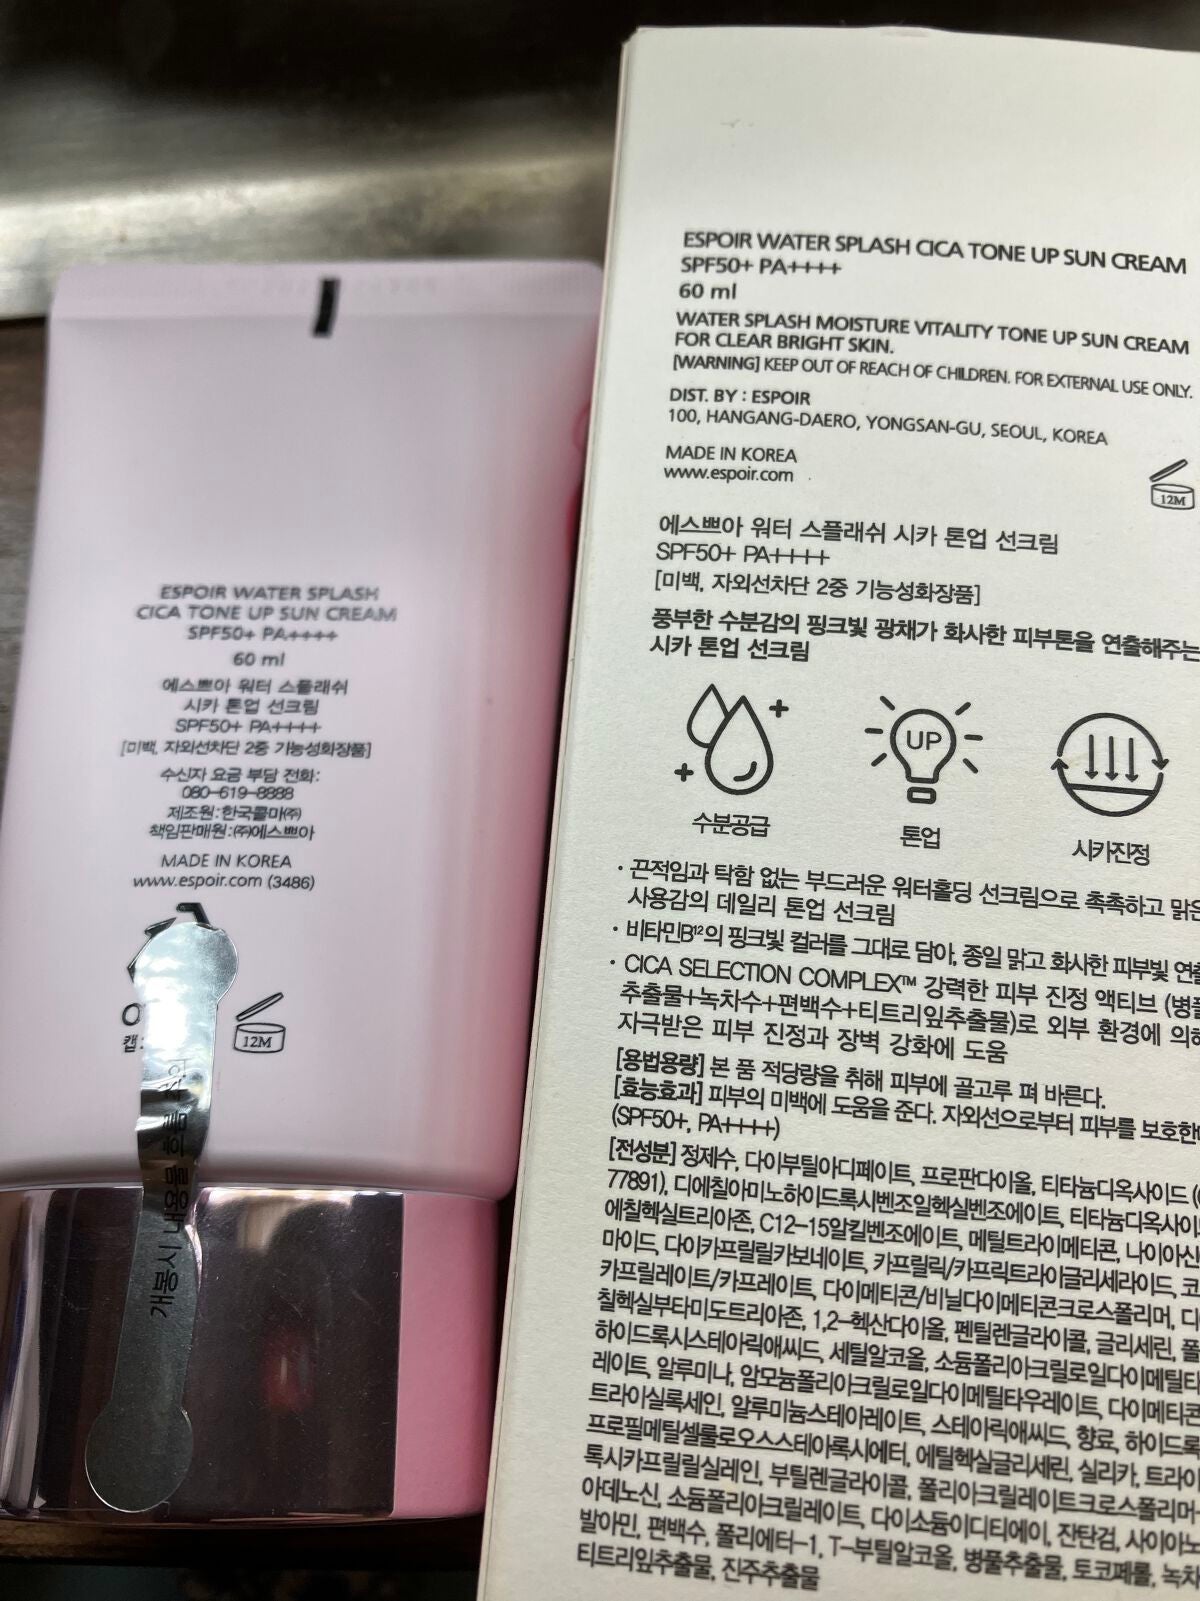 ESPOIR WATER SPLASH
CICA TONE UP SUN CREAM
SPF50+ PA++++
60 ml
에스쁘아 워터 스플래쉬
시카 톤업 선크림
SPF50+ PA++++
[미백, 자외선차단 2중 기능성화장품]
수신자 요금 부담 전화:
080-619-8888
제조원:한국콜마㈜
책임판매원:㈜에스쁘아
MADE IN KOREA
www.espoir.com (3486)
캡:
12M
개봉시 내용물 흐름 주의
ESPOIR WATER SPLASH CICA TONE UP SUN CREAM
SPF50+ PA++++
60 ml
WATER SPLASH MOISTURE VITALITY TONE UP SUN CREAM
FOR CLEAR BRIGHT SKIN.
[WARNING] KEEP OUT OF REACH OF CHILDREN. FOR EXTERNAL USE ONLY.
DIST. BY : ESPOIR
100, HANGANG-DAERO, YONGSAN-GU, SEOUL, KOREA
MADE IN KOREA
www.espoir.com
12M
에스쁘아 워터 스플래쉬 시카 톤업 선크림
SPF50+ PA++++
[미백, 자외선차단 2중 기능성화장품]
풍부한 수분감의 핑크빛 광채가 화사한 피부톤을 연출해주는
시카 톤업 선크림
UP
수분공급 톤업 시카진정
· 끈적임과 탁함 없는 부드러운 워터홀딩 선크림으로 촉촉하고 맑은
사용감의 데일리 톤업 선크림
· 비타민B¹²의 핑크빛 컬러를 그대로 담아, 종일 맑고 화사한 피부빛 연출
· CICA SELECTION COMPLEX™ 강력한 피부 진정 액티브 (병풀
추출물+녹차수+편백수+티트리잎추출물)로 외부 환경에 의해
자극받은 피부 진정과 장벽 강화에 도움
[용법용량] 본 품 적당량을 취해 피부에 골고루 펴 바른다.
[효능효과] 피부의 미백에 도움을 준다. 자외선으로부터 피부를 보호한다
(SPF50+, PA++++)
[전성분] 정제수, 다이부틸아디페이트, 프로판다이올, 티타늄디옥사이드
77891), 디에칠아미노하이드록시벤조일헥실벤조에이트, 티타늄디옥사이드
에칠헥실트리아존, C12-15알킬벤조에이트, 메틸트라이메티콘, 나이아신
마이드, 다이카프릴릴카보네이트, 카프릴릭/카프릭트라이글리세라이드, 코
카프릴레이트/카프레이트, 다이메티콘/비닐다이메티콘크로스폴리머, 디
칠헥실부타미도트리아존, 1,2-헥산다이올, 펜틸렌글라이콜, 글리세린, 폴
하이드록시스테아릭애씨드, 세틸알코올, 소듐폴리아크릴로일다이메틸타
레이트, 알루미나, 암모늄폴리아크릴로일다이메틸타우레이트, 다이메티콘
트라이실록세인, 알루미늄스테아레이트, 스테아릭애씨드, 향료, 하이드록
프로필메틸셀룰로오스스테아록시에터, 에틸헥실글리세린, 실리카, 트라이
톡시카프릴릴실레인, 부틸렌글라이콜, 폴리아크릴레이트크로스폴리머-
아데노신, 소듐폴리아크릴레이트, 다이소듐이디티에이, 잔탄검, 사이아노
발아민, 편백수, 폴리에터-1, T-부틸알코올, 병풀추출물, 토코페롤, 녹차
티트리잎추출물, 진주추출물